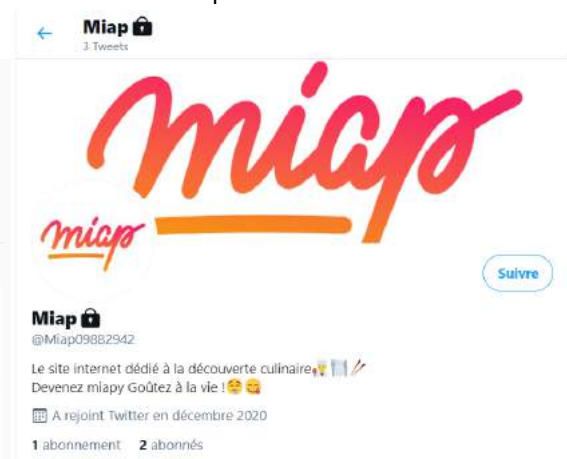 Miap
3 Tweets
miap
miap
Suivre
Miap
@Miap09882942
Le site internet dédié à la découverte culinaire
Devenez miapy Goûtez à la vie !
A rejoint Twitter en décembre 2020
1 abonnement 2 abonnés